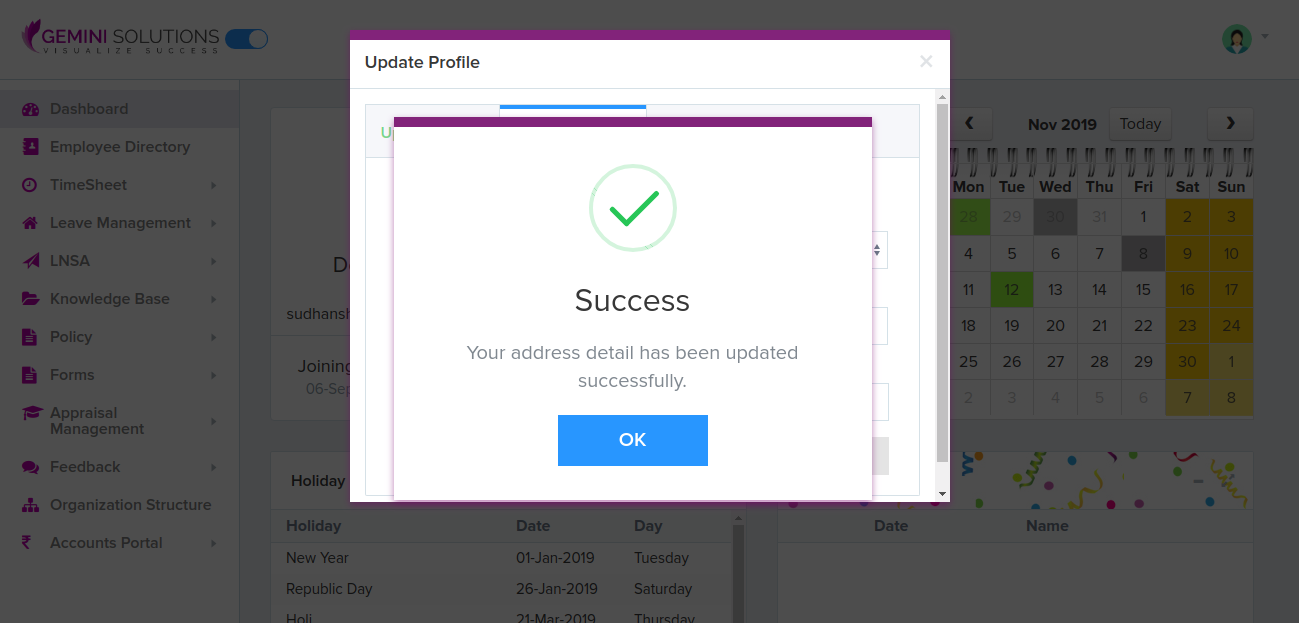 GEMINI SOLUTIONS
VISUALIZE SUCCESS
Dashboard
Employee Directory
TimeSheet
Leave Management
LNSA
Knowledge Base
Policy
Forms
Appraisal
Management
Feedback
Organization Structure
Accounts Portal
Update Profile
×
Success
Your address detail has been updated
successfully.
OK
Nov 2019 Today
Mon Tue Wed Thu Fri Sat Sun
28 29 30 31 1 2 3
4 5 6 7 8 9 10
11 12 13 14 15 16 17
18 19 20 21 22 23 24
25 26 27 28 29 30 1
2 3 4 5 6 7 8
Joining
Holiday
Holiday Date Day
New Year 01-Jan-2019 Tuesday
Republic Day 26-Jan-2019 Saturday
Holi 21-Mar-2019 Thursday
Date Name